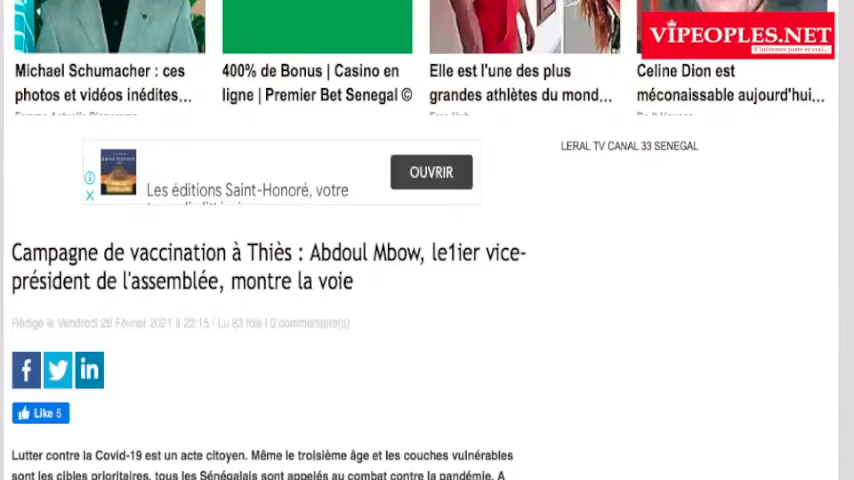 VIPEOPLES.NET
S'informer juste et vrai...
Michael Schumacher : ces
photos et vidéos inédites...
400% de Bonus | Casino en
ligne | Premier Bet Senegal ©
Elle est l'une des plus
grandes athlètes du mond...
Celine Dion est
méconaissable aujourd'hui...
LERAL TV CANAL 33 SENEGAL
Les éditions Saint-Honoré, votre
OUVRIR
Campagne de vaccination à Thiès : Abdoul Mbow, le1ier vice-
président de l'assemblée, montre la voie
Rédigé le Vendredi 26 Février 2021 à 22:15 | Lu 83 fois | 0 commentaire(s)
f
in
Like 5
Lutter contre la Covid-19 est un acte citoyen. Même le troisième âge et les couches vulnérables
sont les cibles prioritaires, tous les Sénégalais sont appelés au combat contre la pandémie. A